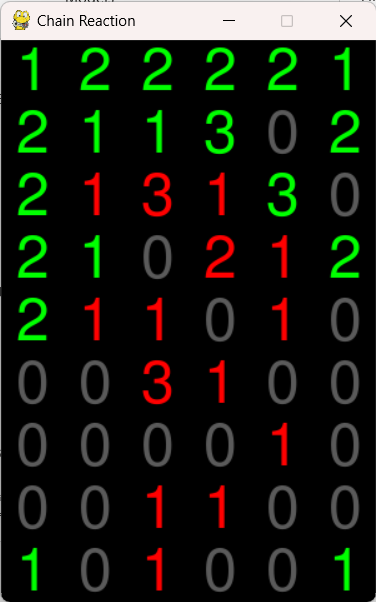 Chain Reaction
1 2 2 2 2 1
2 1 1 3 0 2
2 1 3 1 3 0
2 1 0 2 1 2
2 1 1 0 1 0
0 0 3 1 0 0
0 0 0 0 1 0
0 0 1 1 0 0
1 0 1 0 0 1